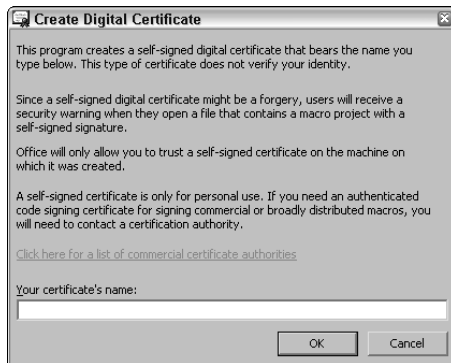 Create Digital Certificate
This program creates a self-signed digital certificate that bears the name you
type below. This type of certificate does not verify your identity.
Since a self-signed digital certificate might be a forgery, users will receive a
security warning when they open a file that contains a macro project with a
self-signed signature.
Office will only allow you to trust a self-signed certificate on the machine on
which it was created.
A self-signed certificate is only for personal use. If you need an authenticated
code signing certificate for signing commercial or broadly distributed macros, you
will need to contact a certification authority.
Click here for a list of commercial certificate authorities
Your certificate's name:
OK Cancel